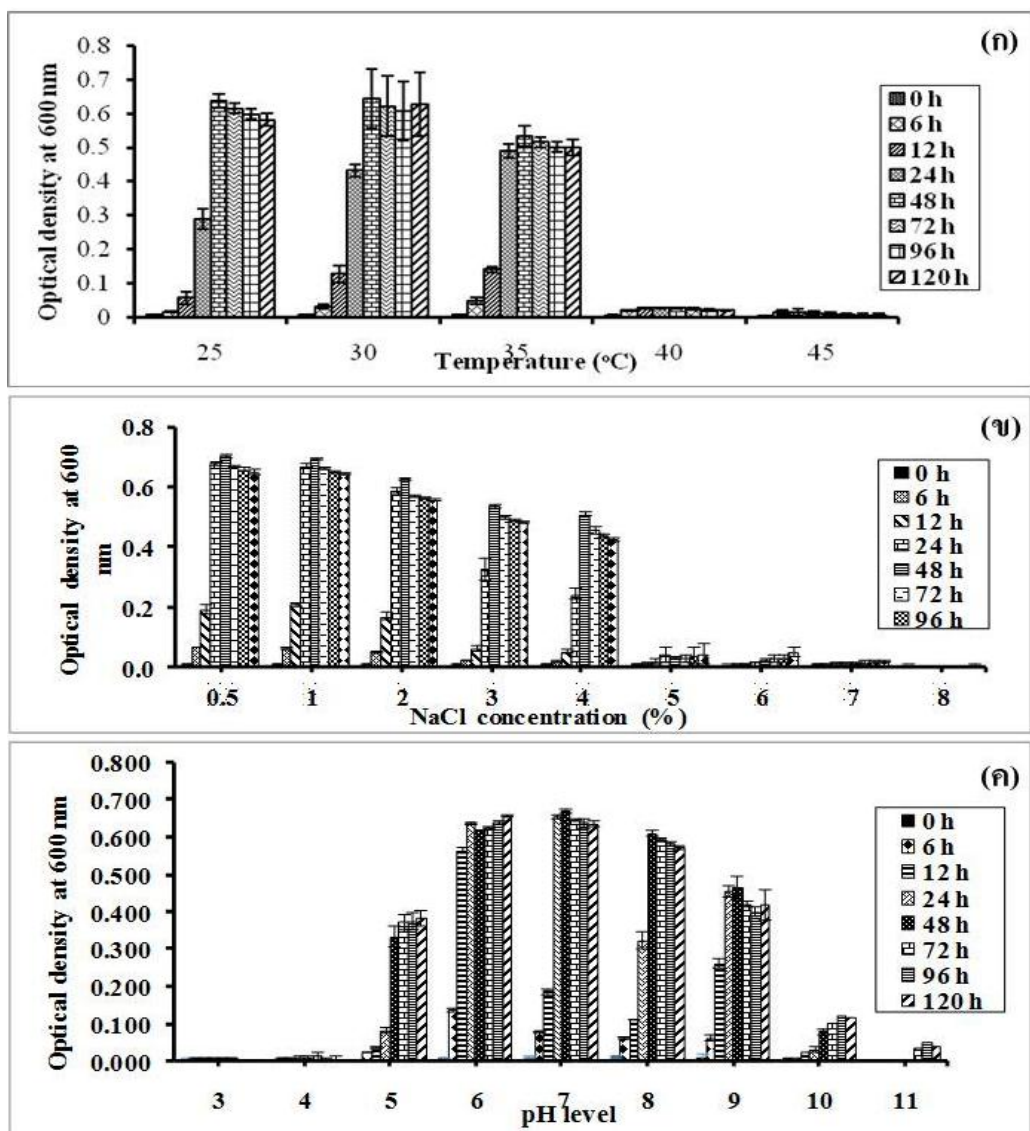 (ก)
0.8
0.7
0.6
0.5
0.4
0.3
0.2
0.1
0
Optical density at 600nm
0 h
6 h
12 h
24 h
48 h
72 h
96 h
120 h
25 30 35 40 45
Temperature (°C)
(ข)
0.8
0.6
0.4
0.2
0.0
Optical density at 600
nm
0 h
6 h
12 h
24 h
48 h
72 h
96 h
0.5 1 2 3 4 5 6 7 8
NaCl concentration (%)
(ค)
0.800
0.700
0.600
0.500
0.400
0.300
0.200
0.100
0.000
Optical density at 600nm
0 h
6 h
12 h
24 h
48 h
72 h
96 h
120 h
3 4 5 6 7 8 9 10 11
pH level